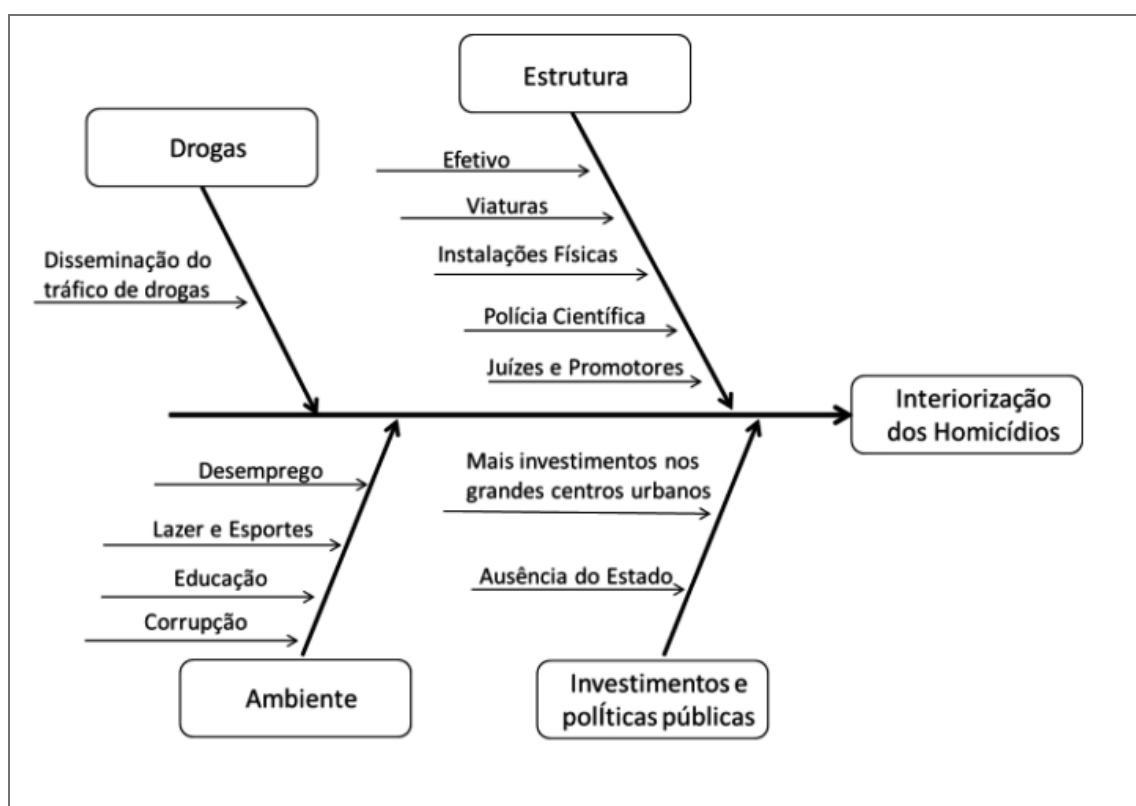 Estrutura
Drogas
Efetivo
Viaturas
Disseminação do
tráfico de drogas
Instalações Físicas
Polícia Científica
Juízes e Promotores
Interiorização
dos Homicídios
Desemprego
Lazer e Esportes
Educação
Corrupção
Mais investimentos nos
grandes centros urbanos
Ausência do Estado
Ambiente
Investimentos e
políticas públicas